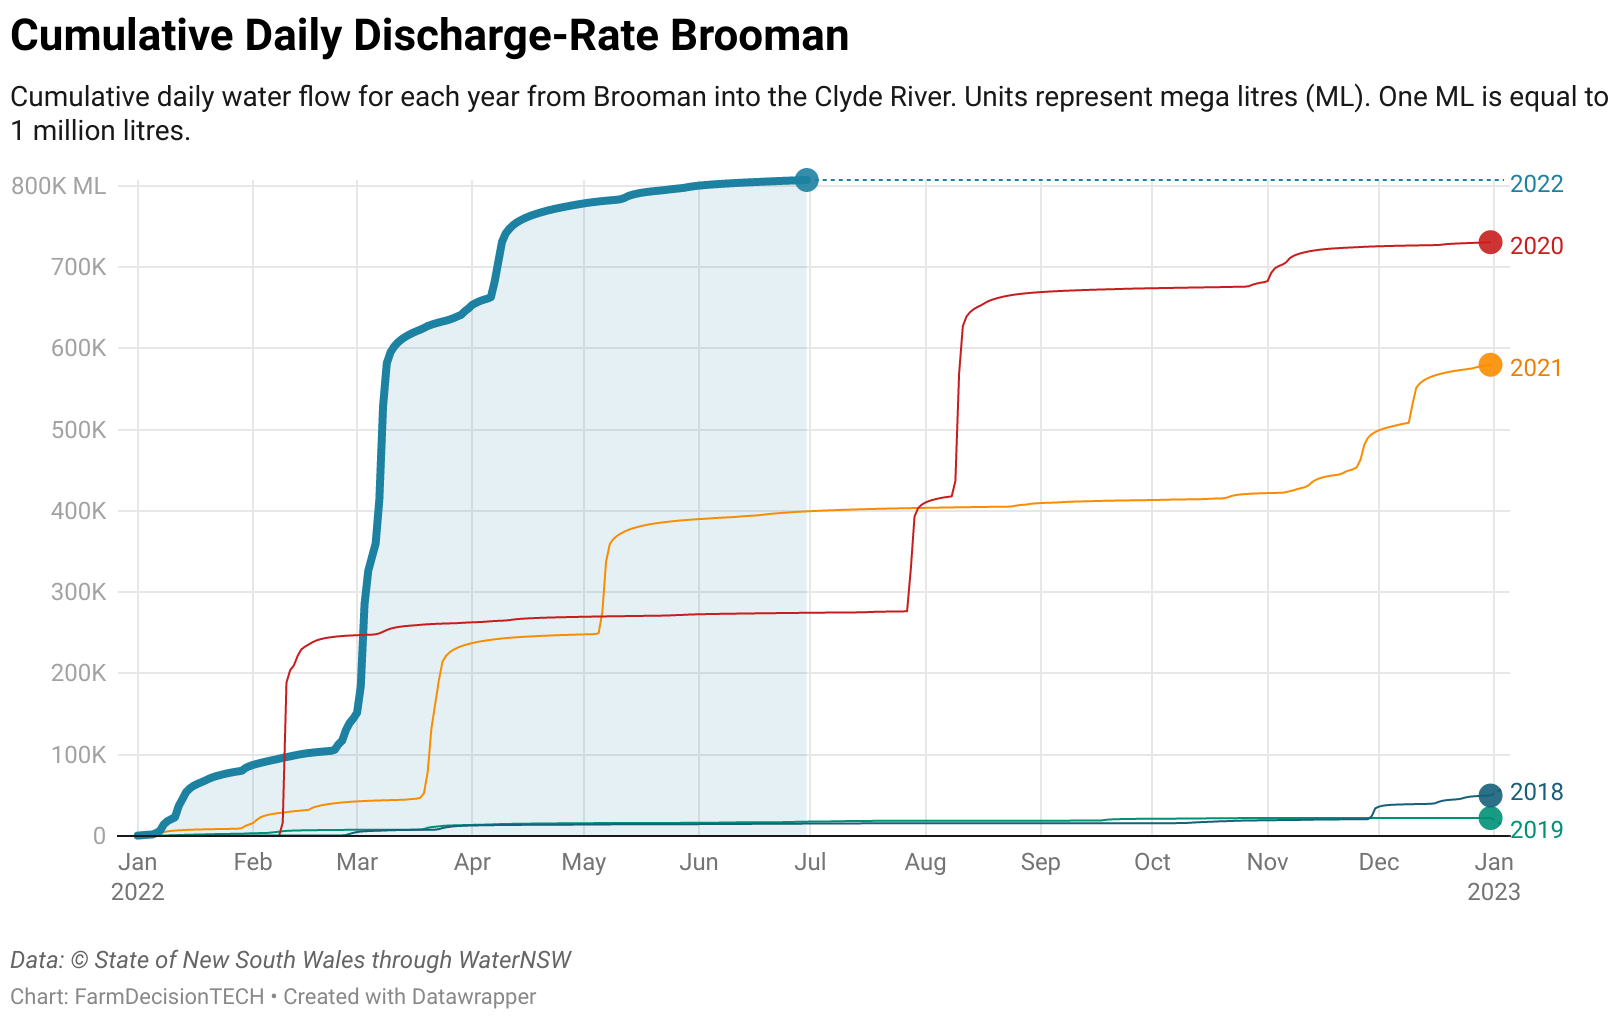 Cumulative Daily Discharge-Rate Brooman
Cumulative daily water flow for each year from Brooman into the Clyde River. Units represent mega litres (ML). One ML is equal to
1 million litres.
800K ML
700K
600K
500K
400K
300K
200K
100K
0
2022
2020
2021
2018
2019
Jan Feb Mar Apr May Jun Jul Aug Sep Oct Nov Dec Jan
2022 2023
Data: © State of New South Wales through WaterNSW
Chart: FarmDecisionTECH • Created with Datawrapper